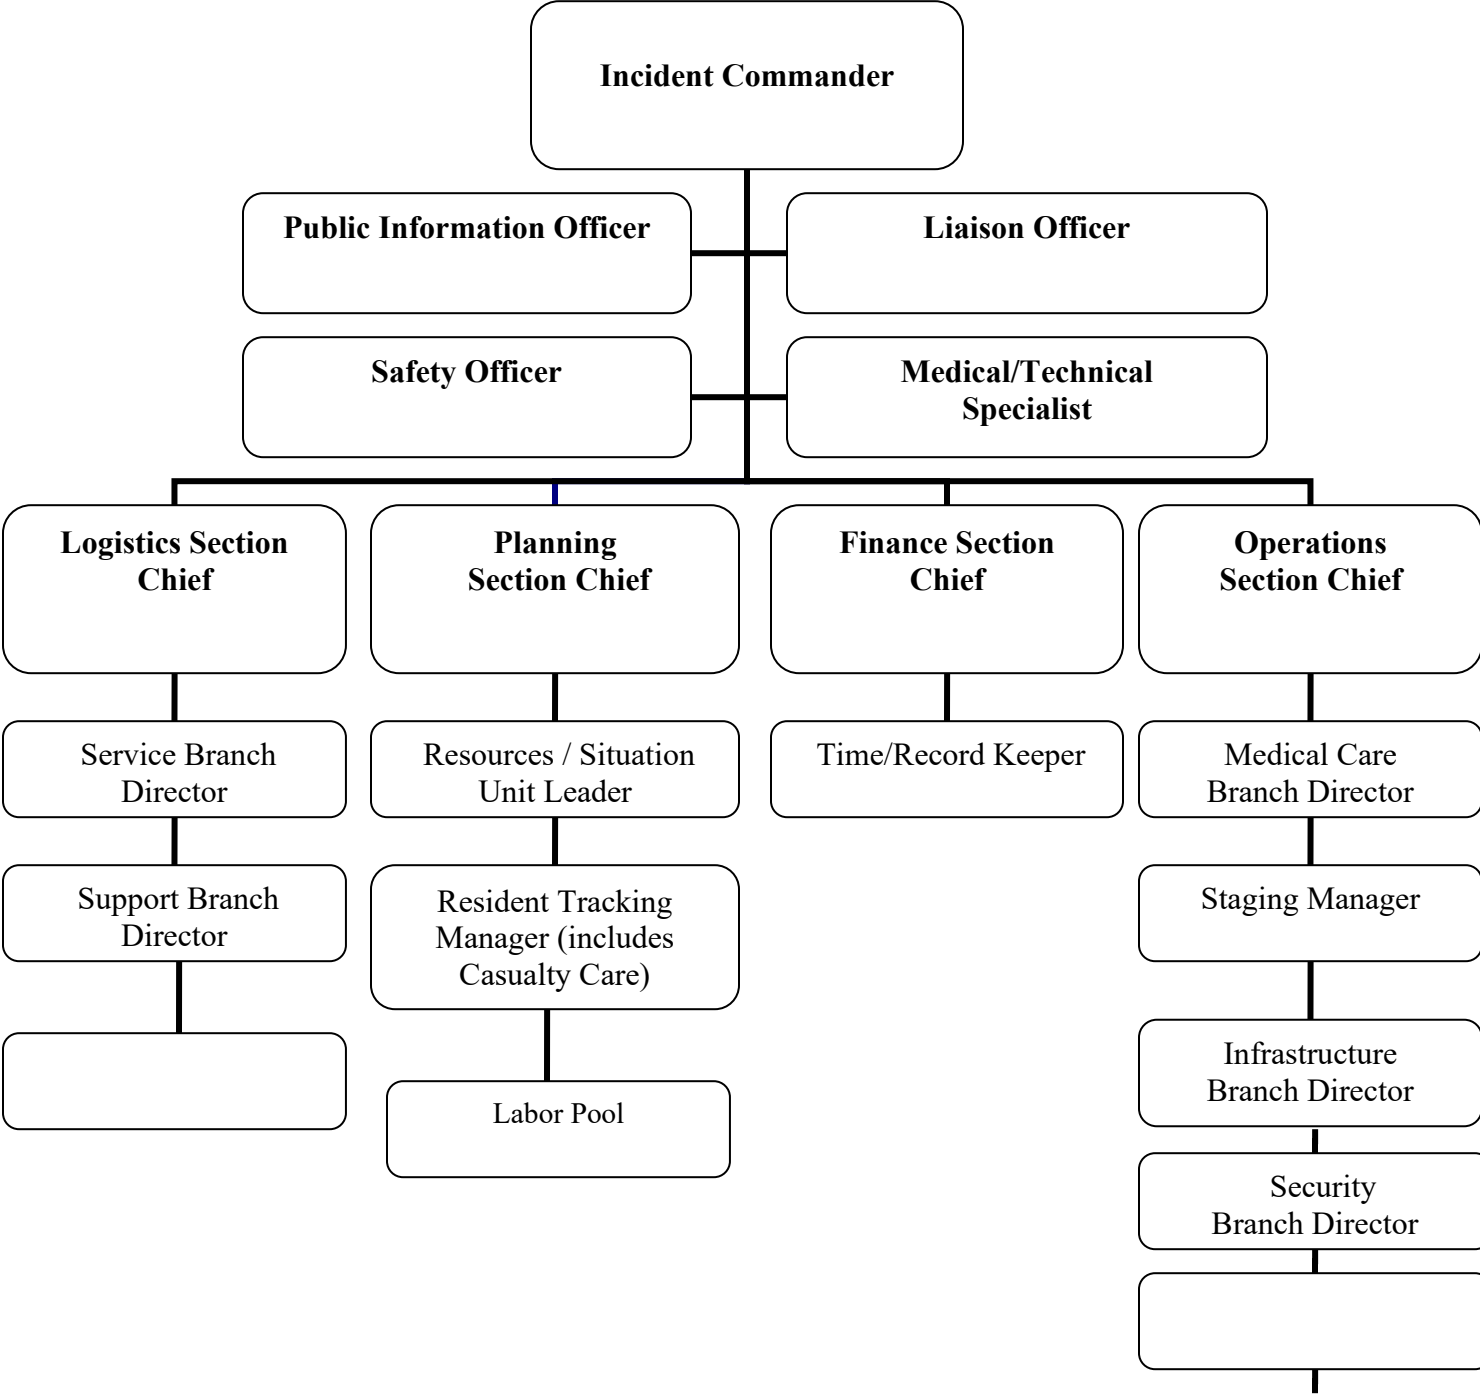 Incident Commander
Public Information Officer
Liaison Officer
Safety Officer
Medical/Technical
Specialist
Logistics Section
Chief
Planning
Section Chief
Finance Section
Chief
Operations
Section Chief
Service Branch
Director
Resources / Situation
Unit Leader
Time/Record Keeper
Medical Care
Branch Director
Support Branch
Director
Resident Tracking
Manager (includes
Casualty Care)
Staging Manager
Labor Pool
Infrastructure
Branch Director
Security
Branch Director